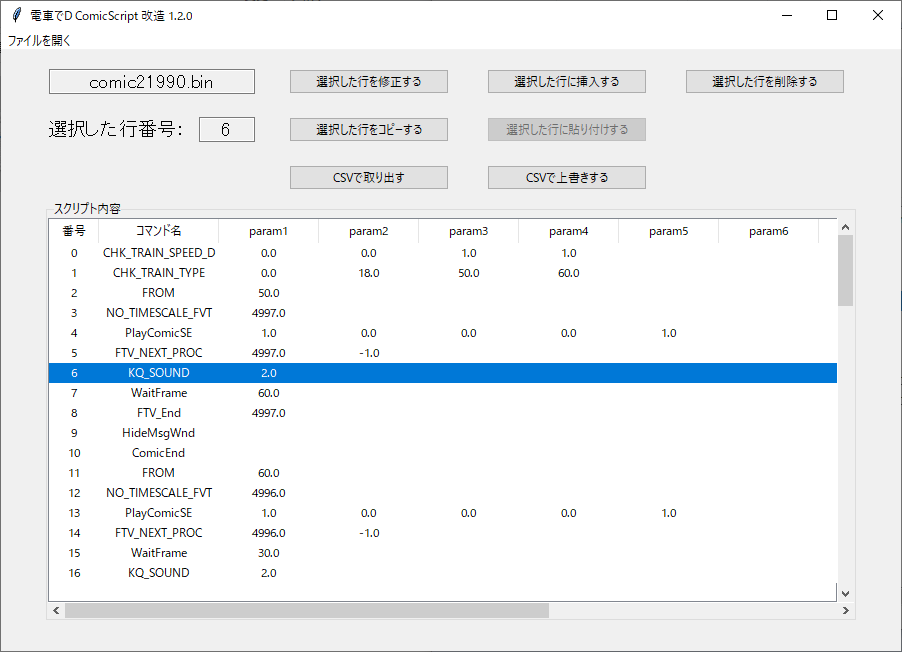 電車でD ComicScript 改造 1.2.0
ファイルを開く
comic21990.bin 選択した行を修正する 選択した行に挿入する 選択した行を削除する
選択した行番号： 6 選択した行をコピーする 選択した行に貼り付けする
CSVで取り出す CSVで上書きする
スクリプト内容
番号 コマンド名 param1 param2 param3 param4 param5 param6
0 CHK_TRAIN_SPEED_D 0.0 0.0 1.0 1.0
1 CHK_TRAIN_TYPE 0.0 18.0 50.0 60.0
2 FROM 50.0
3 NO_TIMESCALE_FVT 4997.0
4 PlayComicSE 1.0 0.0 0.0 0.0 1.0
5 FTV_NEXT_PROC 4997.0 -1.0
6 KQ_SOUND 2.0
7 WaitFrame 60.0
8 FTV_End 4997.0
9 HideMsgWnd
10 ComicEnd
11 FROM 60.0
12 NO_TIMESCALE_FVT 4996.0
13 PlayComicSE 1.0 0.0 0.0 0.0 1.0
14 FTV_NEXT_PROC 4996.0 -1.0
15 WaitFrame 30.0
16 KQ_SOUND 2.0